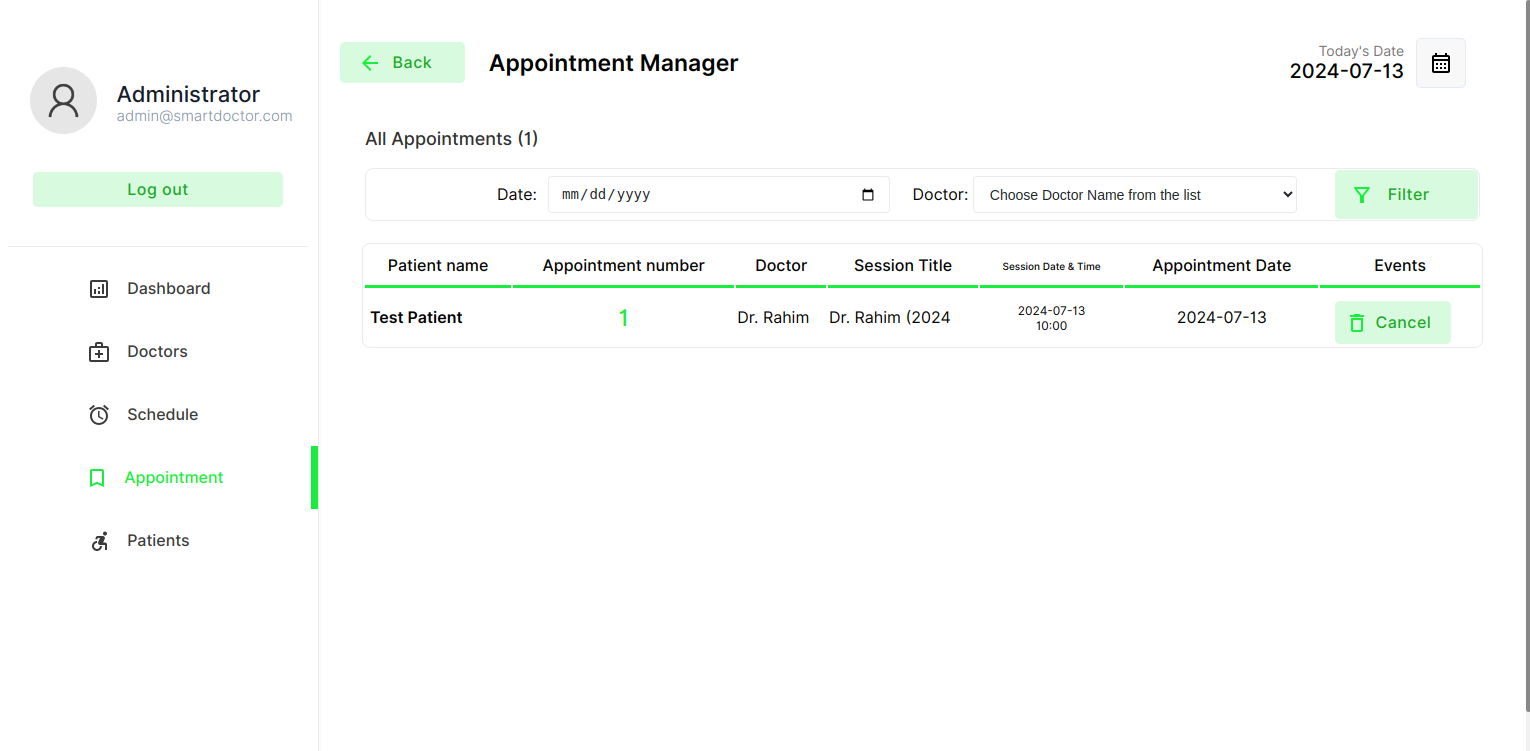 Administrator
admin@smartdoctor.com
Log out
Dashboard
Doctors
Schedule
Appointment
Patients
Back
Appointment Manager
Today's Date
2024-07-13
All Appointments (1)
Date: mm/dd/yyyy Doctor: Choose Doctor Name from the list Filter
Patient name Appointment number Doctor Session Title Session Date & Time Appointment Date Events
Test Patient 1 Dr. Rahim Dr. Rahim (2024 2024-07-13 2024-07-13 Cancel
10:00